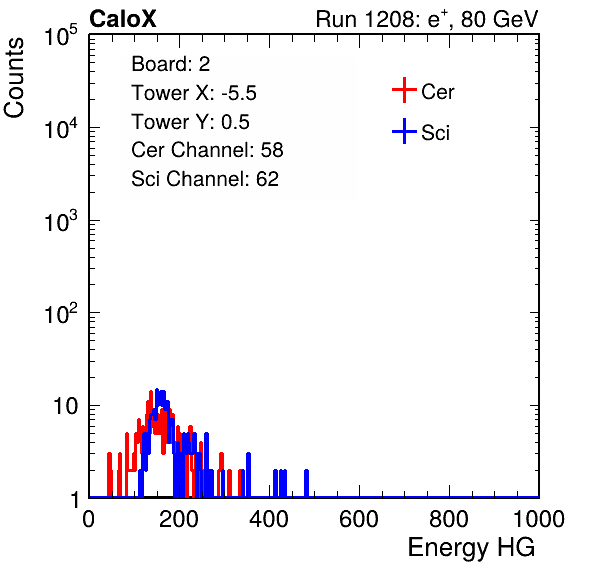 CaloX Run 1208: e⁺, 80 GeV
Counts
10⁵
10⁴
10³
10²
10
1
Board: 2
Tower X: -5.5
Tower Y: 0.5
Cer Channel: 58
Sci Channel: 62
Cer
Sci
0 200 400 600 800 1000
Energy HG